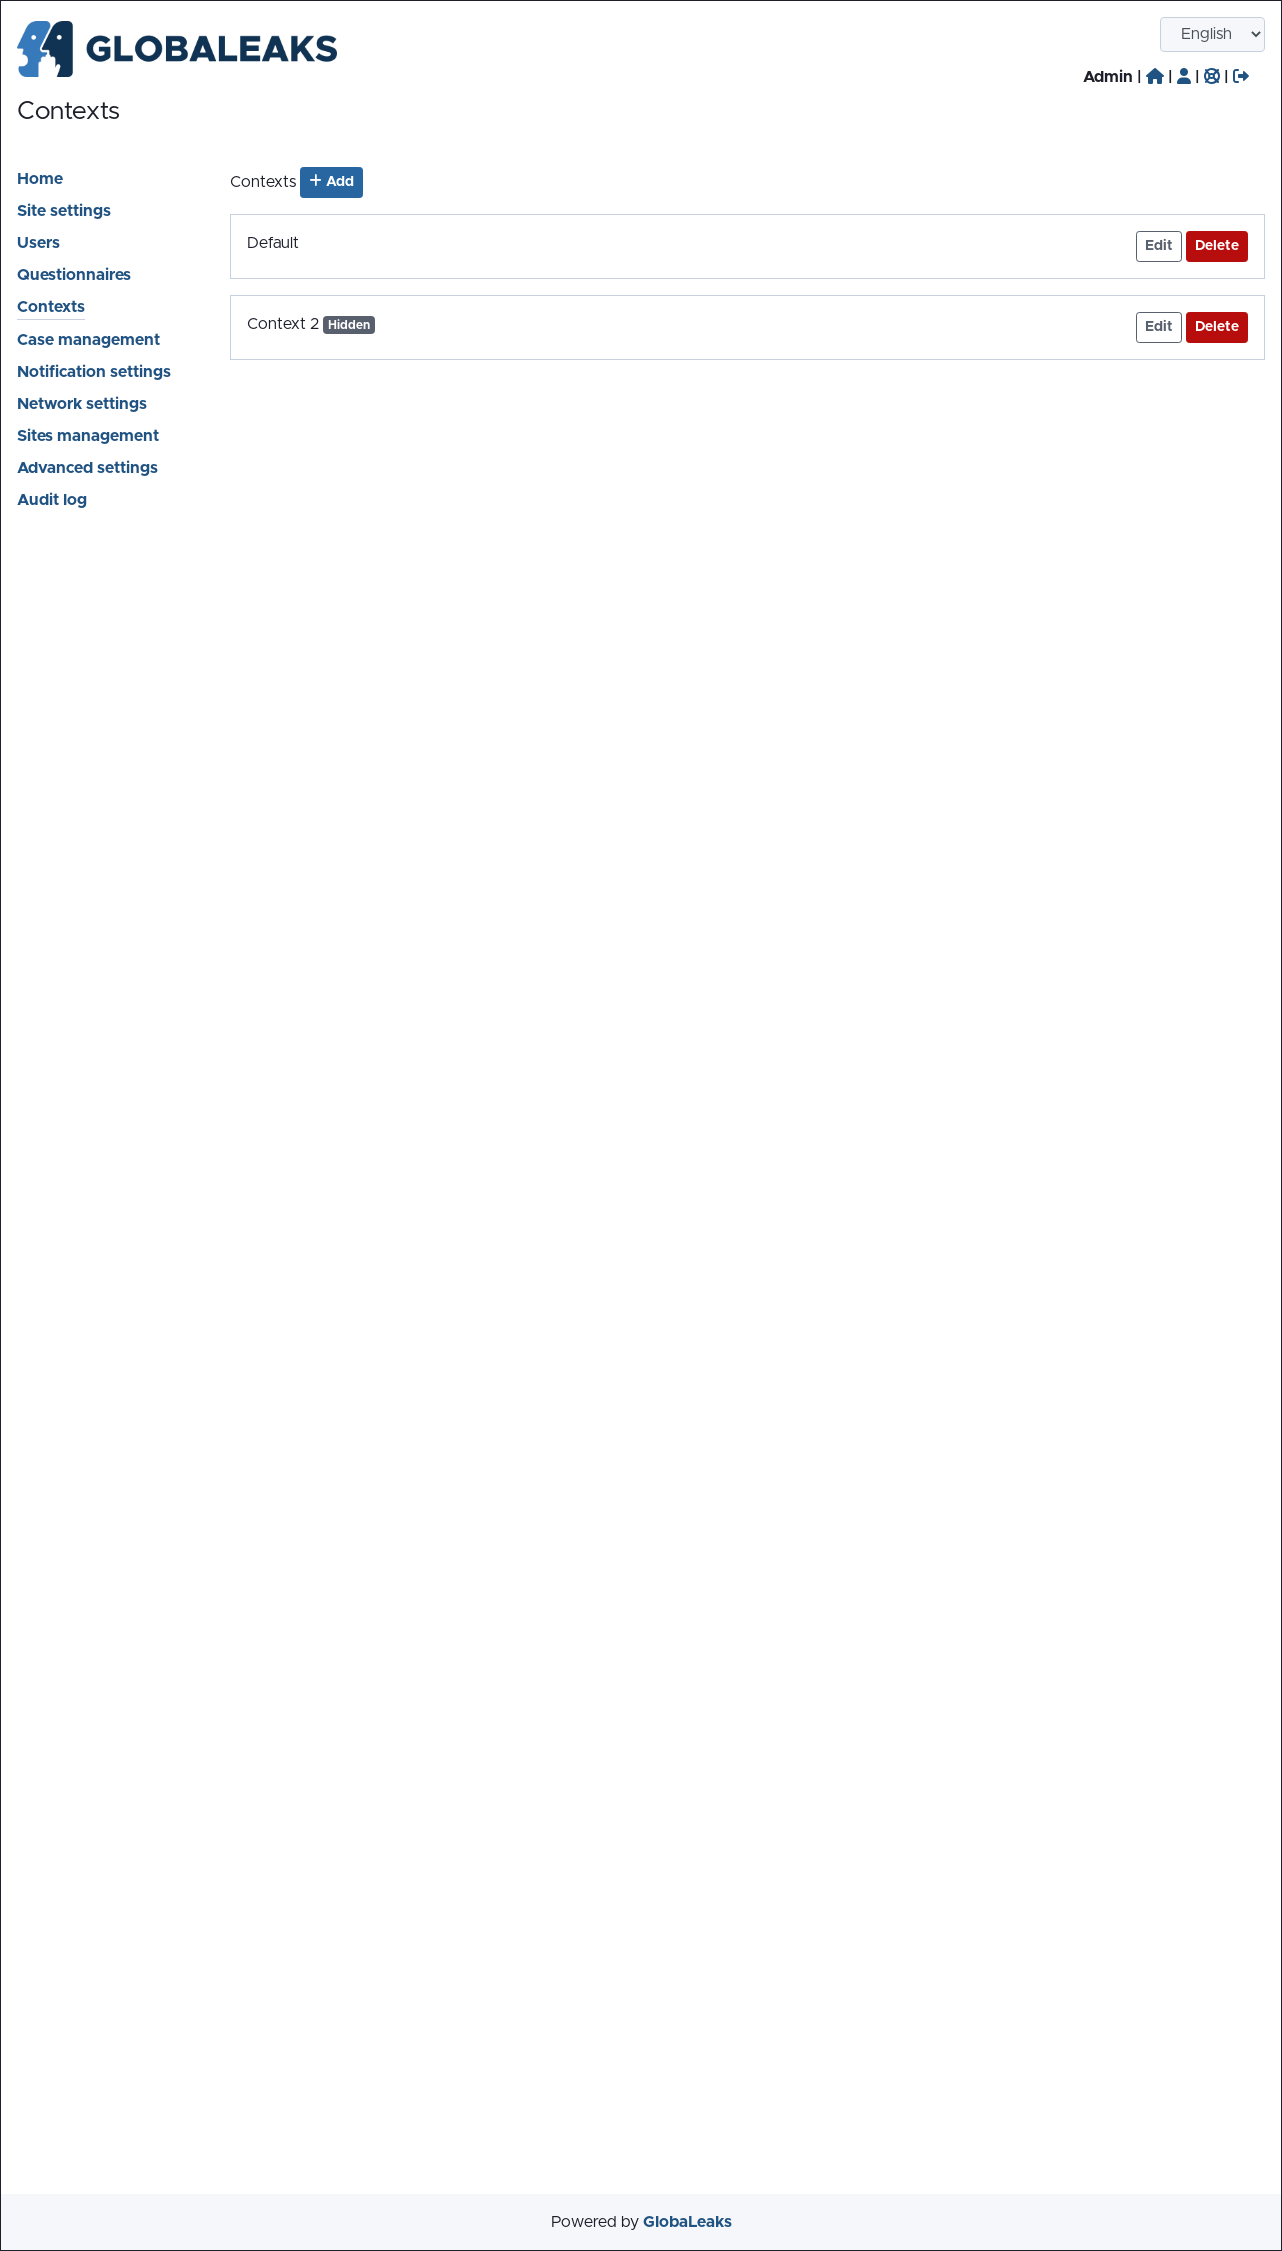 GLOBALEAKS
English
Admin | | | |
Contexts
Home
Site settings
Users
Questionnaires
Contexts
Case management
Notification settings
Network settings
Sites management
Advanced settings
Audit log
Contexts + Add
Default Edit Delete
Context 2 Hidden Edit Delete
Powered by GlobaLeaks